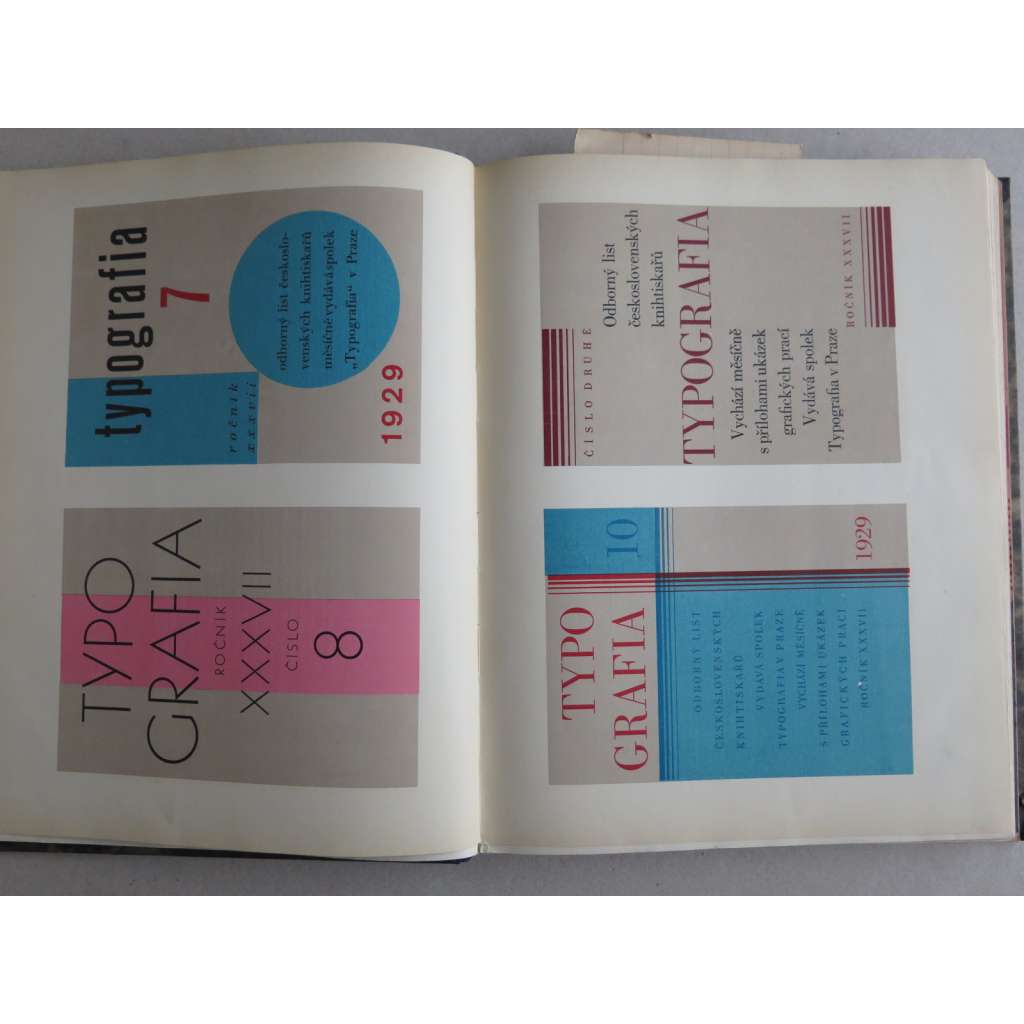 typografia
7
ročník
xxxvii
odborný list českoslo-
venských knihtiskařů
měsíčně vydává spolek
„Typografia“ v Praze
1929
TYPO
GRAFIA
ROČNÍK
XXXVII
ČÍSLO
8
ČÍSLO DRUHÉ
Odborný list
československých
knihtiskařů
TYPOGRAFIA
Vychází měsíčně
s přílohami ukázek
grafických prací
Vydává spolek
Typografia v Praze
ROČNÍK XXXVII
TYPO
GRAFIA
10
ODBORNÝ LIST
ČESKOSLOVENSKÝCH
KNIHTISKAŘŮ
VYDÁVÁ SPOLEK
TYPOGRAFIA V PRAZE
VYCHÁZÍ MĚSÍČNĚ
S PŘÍLOHAMI UKÁZEK
GRAFICKÝCH PRACÍ
ROČNÍK XXXVII
1929